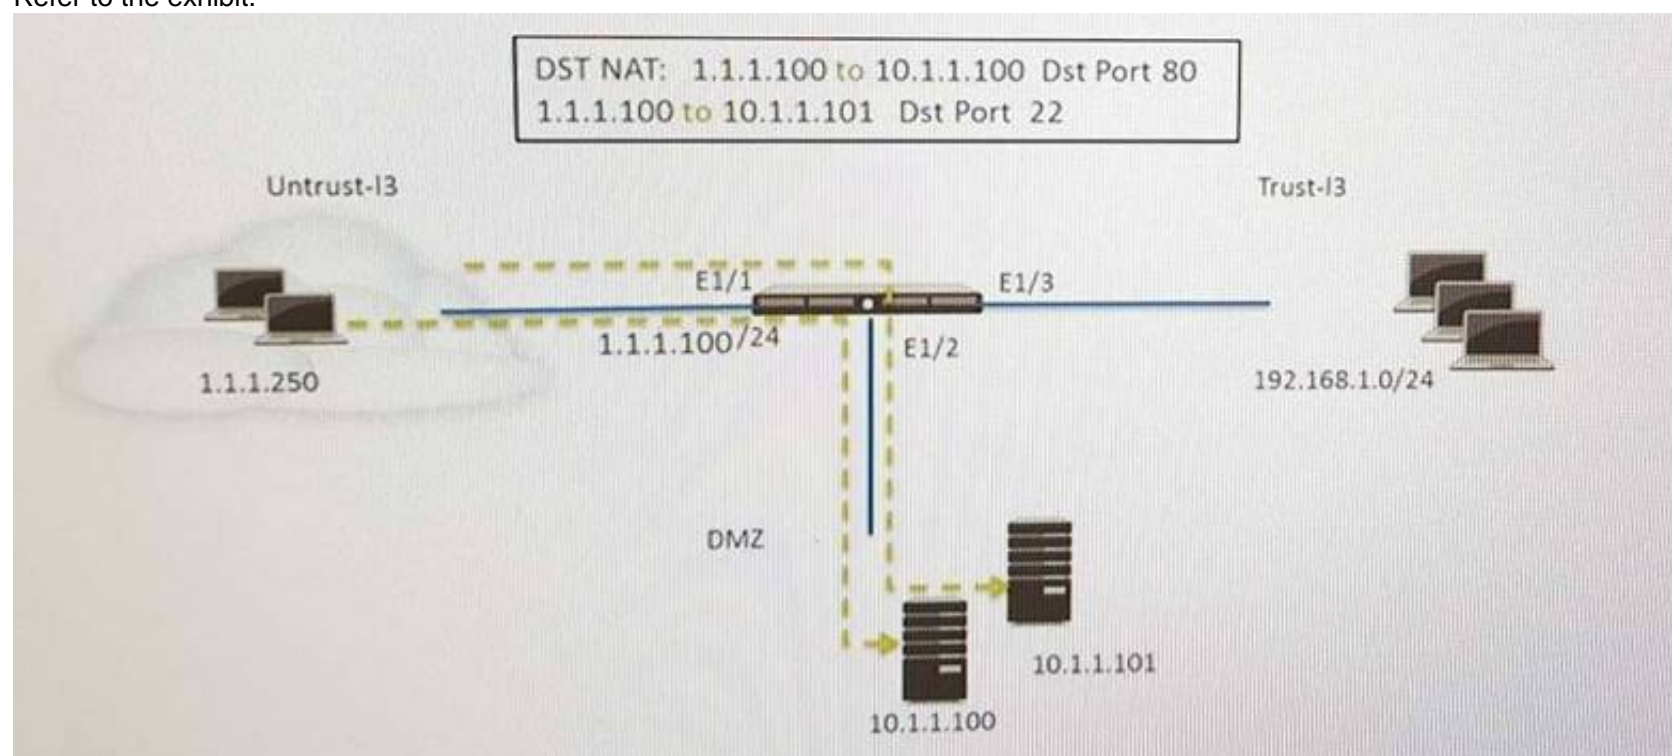 Refer to the exhibit.
DST NAT: 1.1.1.100 to 10.1.1.100 Dst Port 80
1.1.1.100 to 10.1.1.101 Dst Port 22
Untrust-l3
Trust-l3
E1/1
E1/3
1.1.1.100/24
E1/2
1.1.1.250
192.168.1.0/24
DMZ
10.1.1.101
10.1.1.100